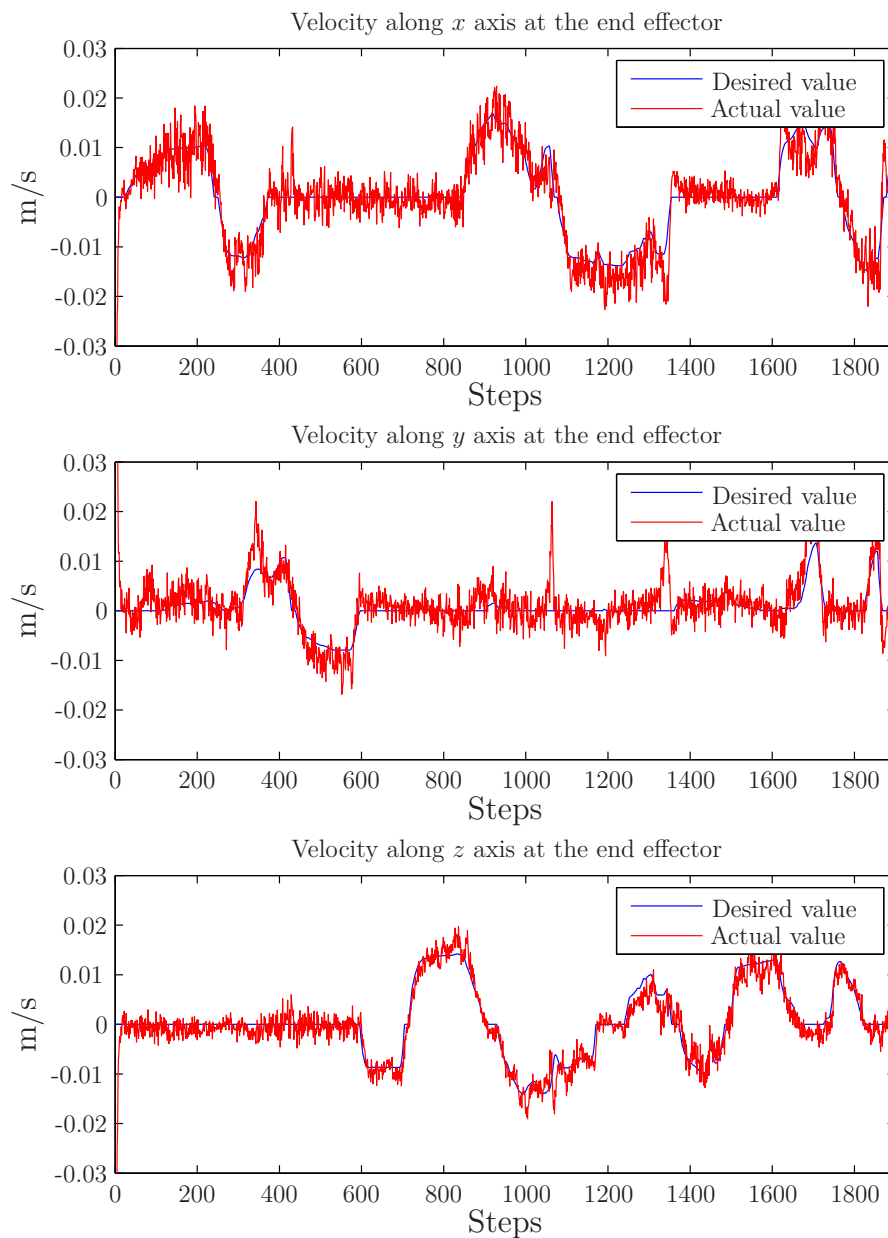 Velocity along x axis at the end effector
0.03
0.02
0.01
0
-0.01
-0.02
-0.03
m/s
Desired value
Actual value
0 200 400 600 800 1000 1200 1400 1600 1800
Steps
Velocity along y axis at the end effector
0.03
0.02
0.01
0
-0.01
-0.02
-0.03
m/s
Desired value
Actual value
0 200 400 600 800 1000 1200 1400 1600 1800
Steps
Velocity along z axis at the end effector
0.03
0.02
0.01
0
-0.01
-0.02
-0.03
m/s
Desired value
Actual value
0 200 400 600 800 1000 1200 1400 1600 1800
Steps